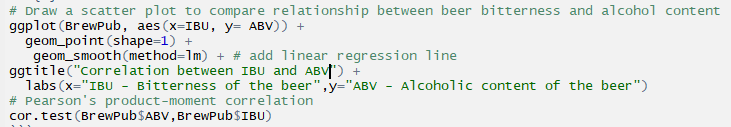 # Draw a scatter plot to compare relationship between beer bitterness and alcohol content
ggplot(BrewPub, aes(x=IBU, y= ABV)) +
  geom_point(shape=1) +
   geom_smooth(method=lm) + # add linear regression line
ggtitle("Correlation between IBU and ABV") +
  labs(x="IBU - Bitterness of the beer",y="ABV - Alcoholic content of the beer")
# Pearson's product-moment correlation
cor.test(BrewPub$ABV,BrewPub$IBU)